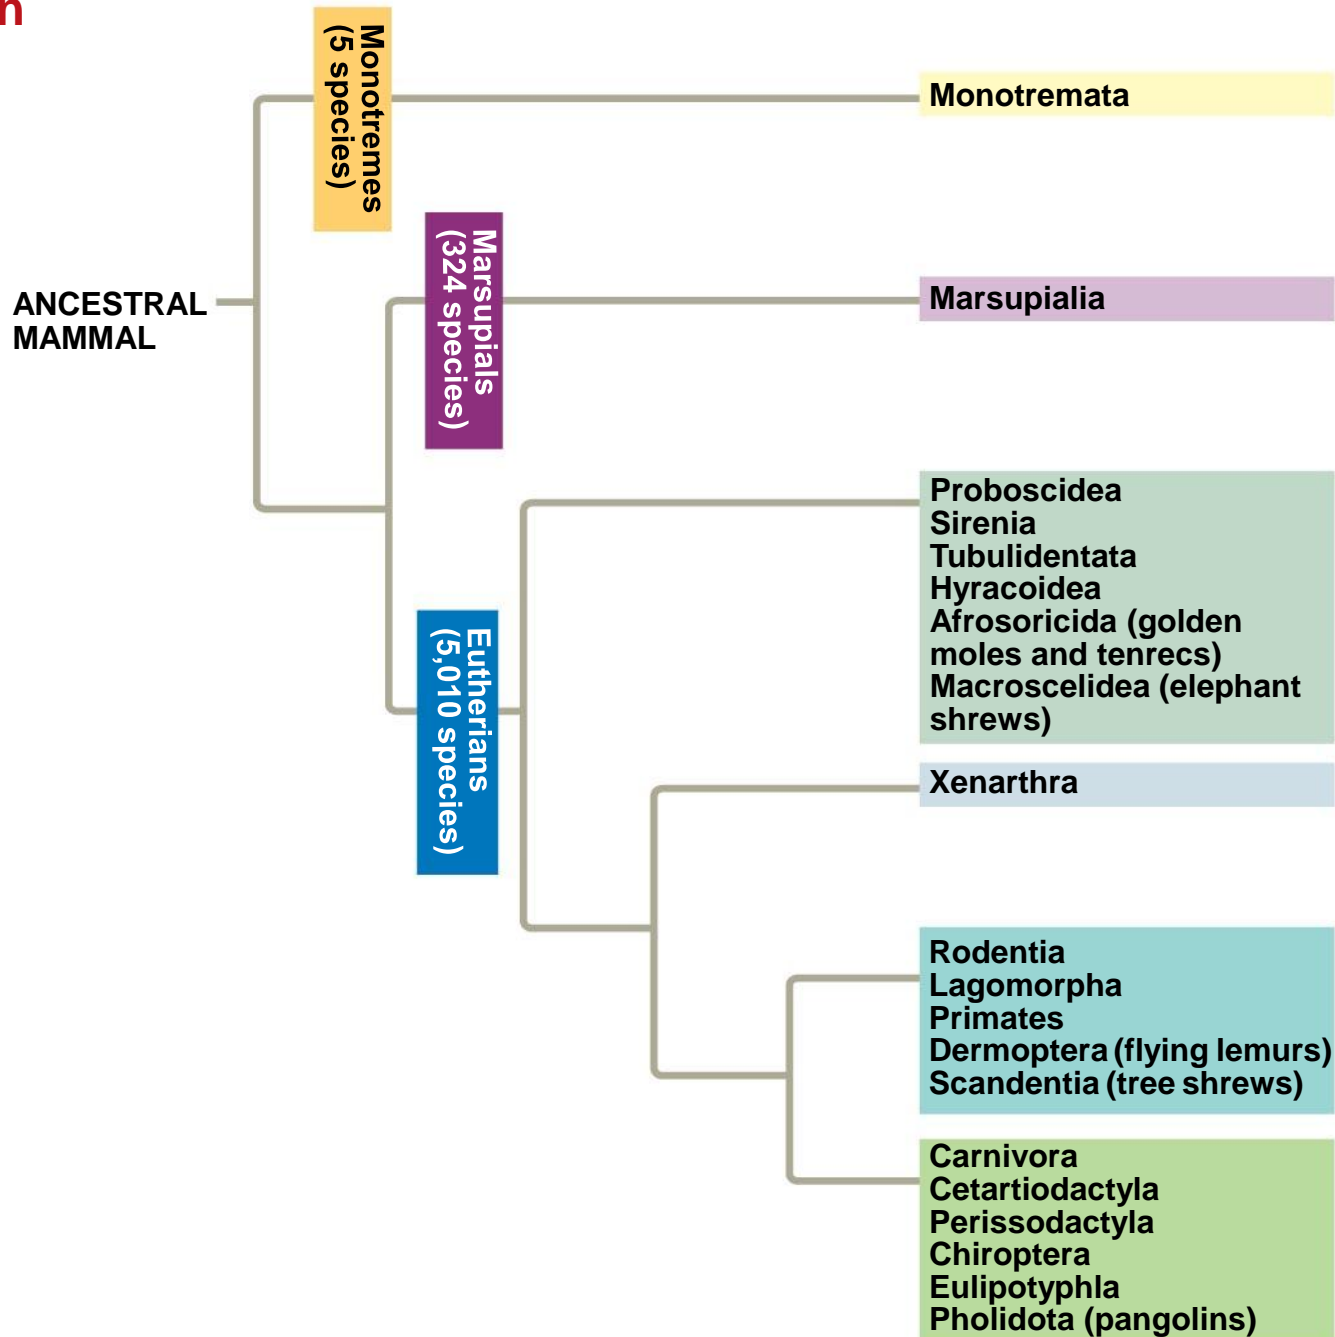 n
Monotremes
(5 species)
Monotremata
Marsupials
(324 species)
ANCESTRAL
MAMMAL
Marsupialia
Eutherians
(5,010 species)
Proboscidea
Sirenia
Tubulidentata
Hyracoidea
Afrosoricida (golden
moles and tenrecs)
Macroscelidea (elephant
shrews)
Xenarthra
Rodentia
Lagomorpha
Primates
Dermoptera (flying lemurs)
Scandentia (tree shrews)
Carnivora
Cetartiodactyla
Perissodactyla
Chiroptera
Eulipotyphla
Pholidota (pangolins)